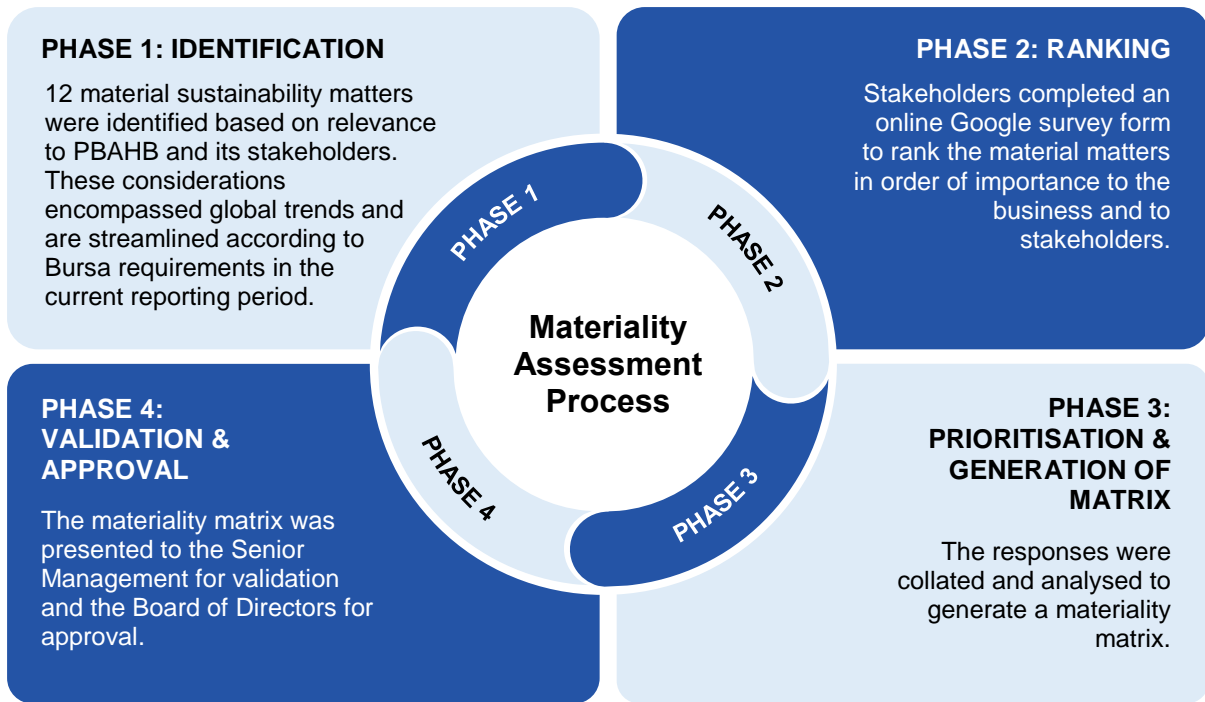 PHASE 1: IDENTIFICATION
12 material sustainability matters
were identified based on relevance
to PBAHB and its stakeholders.
These considerations
encompassed global trends and
are streamlined according to
Bursa requirements in the
current reporting period.
PHASE 2: RANKING
Stakeholders completed an
online Google survey form
to rank the material matters
in order of importance to the
business and to
stakeholders.
PHASE 1
PHASE 2
Materiality
Assessment
Process
PHASE 4
PHASE 3
PHASE 4:
VALIDATION &
APPROVAL
The materiality matrix was
presented to the Senior
Management for validation
and the Board of Directors for
approval.
PHASE 3:
PRIORITISATION &
GENERATION OF
MATRIX
The responses were
collated and analysed to
generate a materiality
matrix.